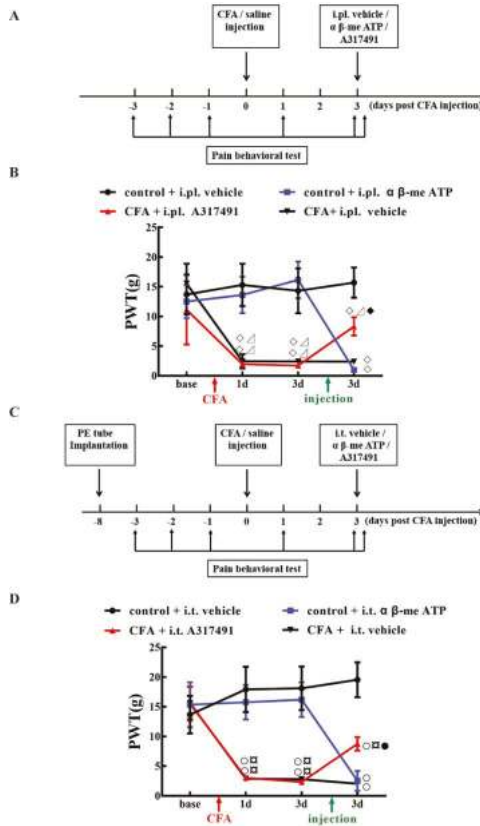 A
CFA / saline
injection
i.pl. vehicle /
α β-me ATP /
A317491
-3 -2 -1 0 1 2 3 (days post CFA injection)
Pain behavioral test
B
control + i.pl. vehicle control + i.pl. α β-me ATP
CFA + i.pl. A317491 CFA+ i.pl. vehicle
PWT(g)
25
20
15
10
5
0
base 1d 3d 3d
CFA injection
C
PE tube
Implantation
CFA / saline
injection
i.t. vehicle /
α β-me ATP /
A317491
-8 -3 -2 -1 0 1 2 3 (days post CFA injection)
Pain behavioral test
D
control + i.t. vehicle control + i.t. α β-me ATP
CFA + i.t. A317491 CFA + i.t. vehicle
PWT(g)
25
20
15
10
5
0
base 1d 3d 3d
CFA injection